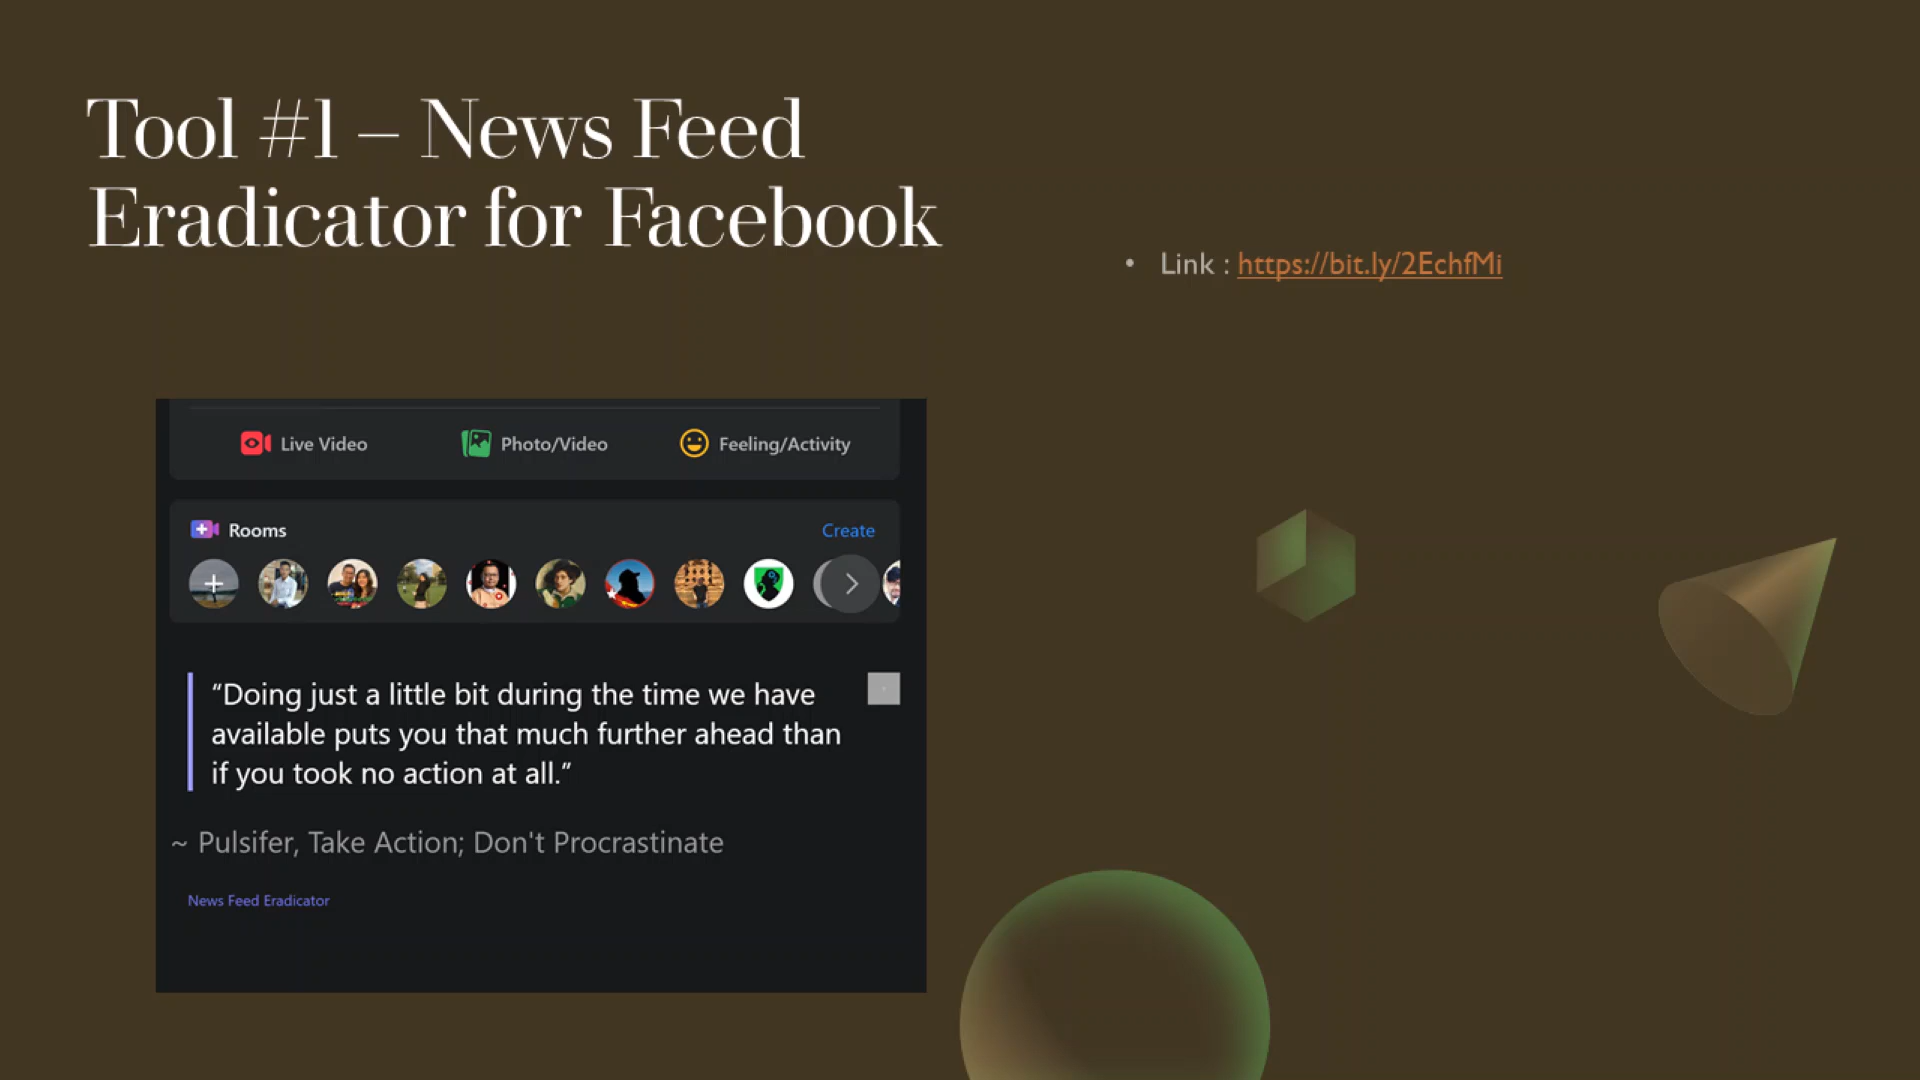 Tool #1 – News Feed
Eradicator for Facebook
• Link : https://bit.ly/2EchfMi
Live Video
Photo/Video
Feeling/Activity
Rooms
Create
“Doing just a little bit during the time we have
available puts you that much further ahead than
if you took no action at all.”
~ Pulsifer, Take Action; Don't Procrastinate
News Feed Eradicator